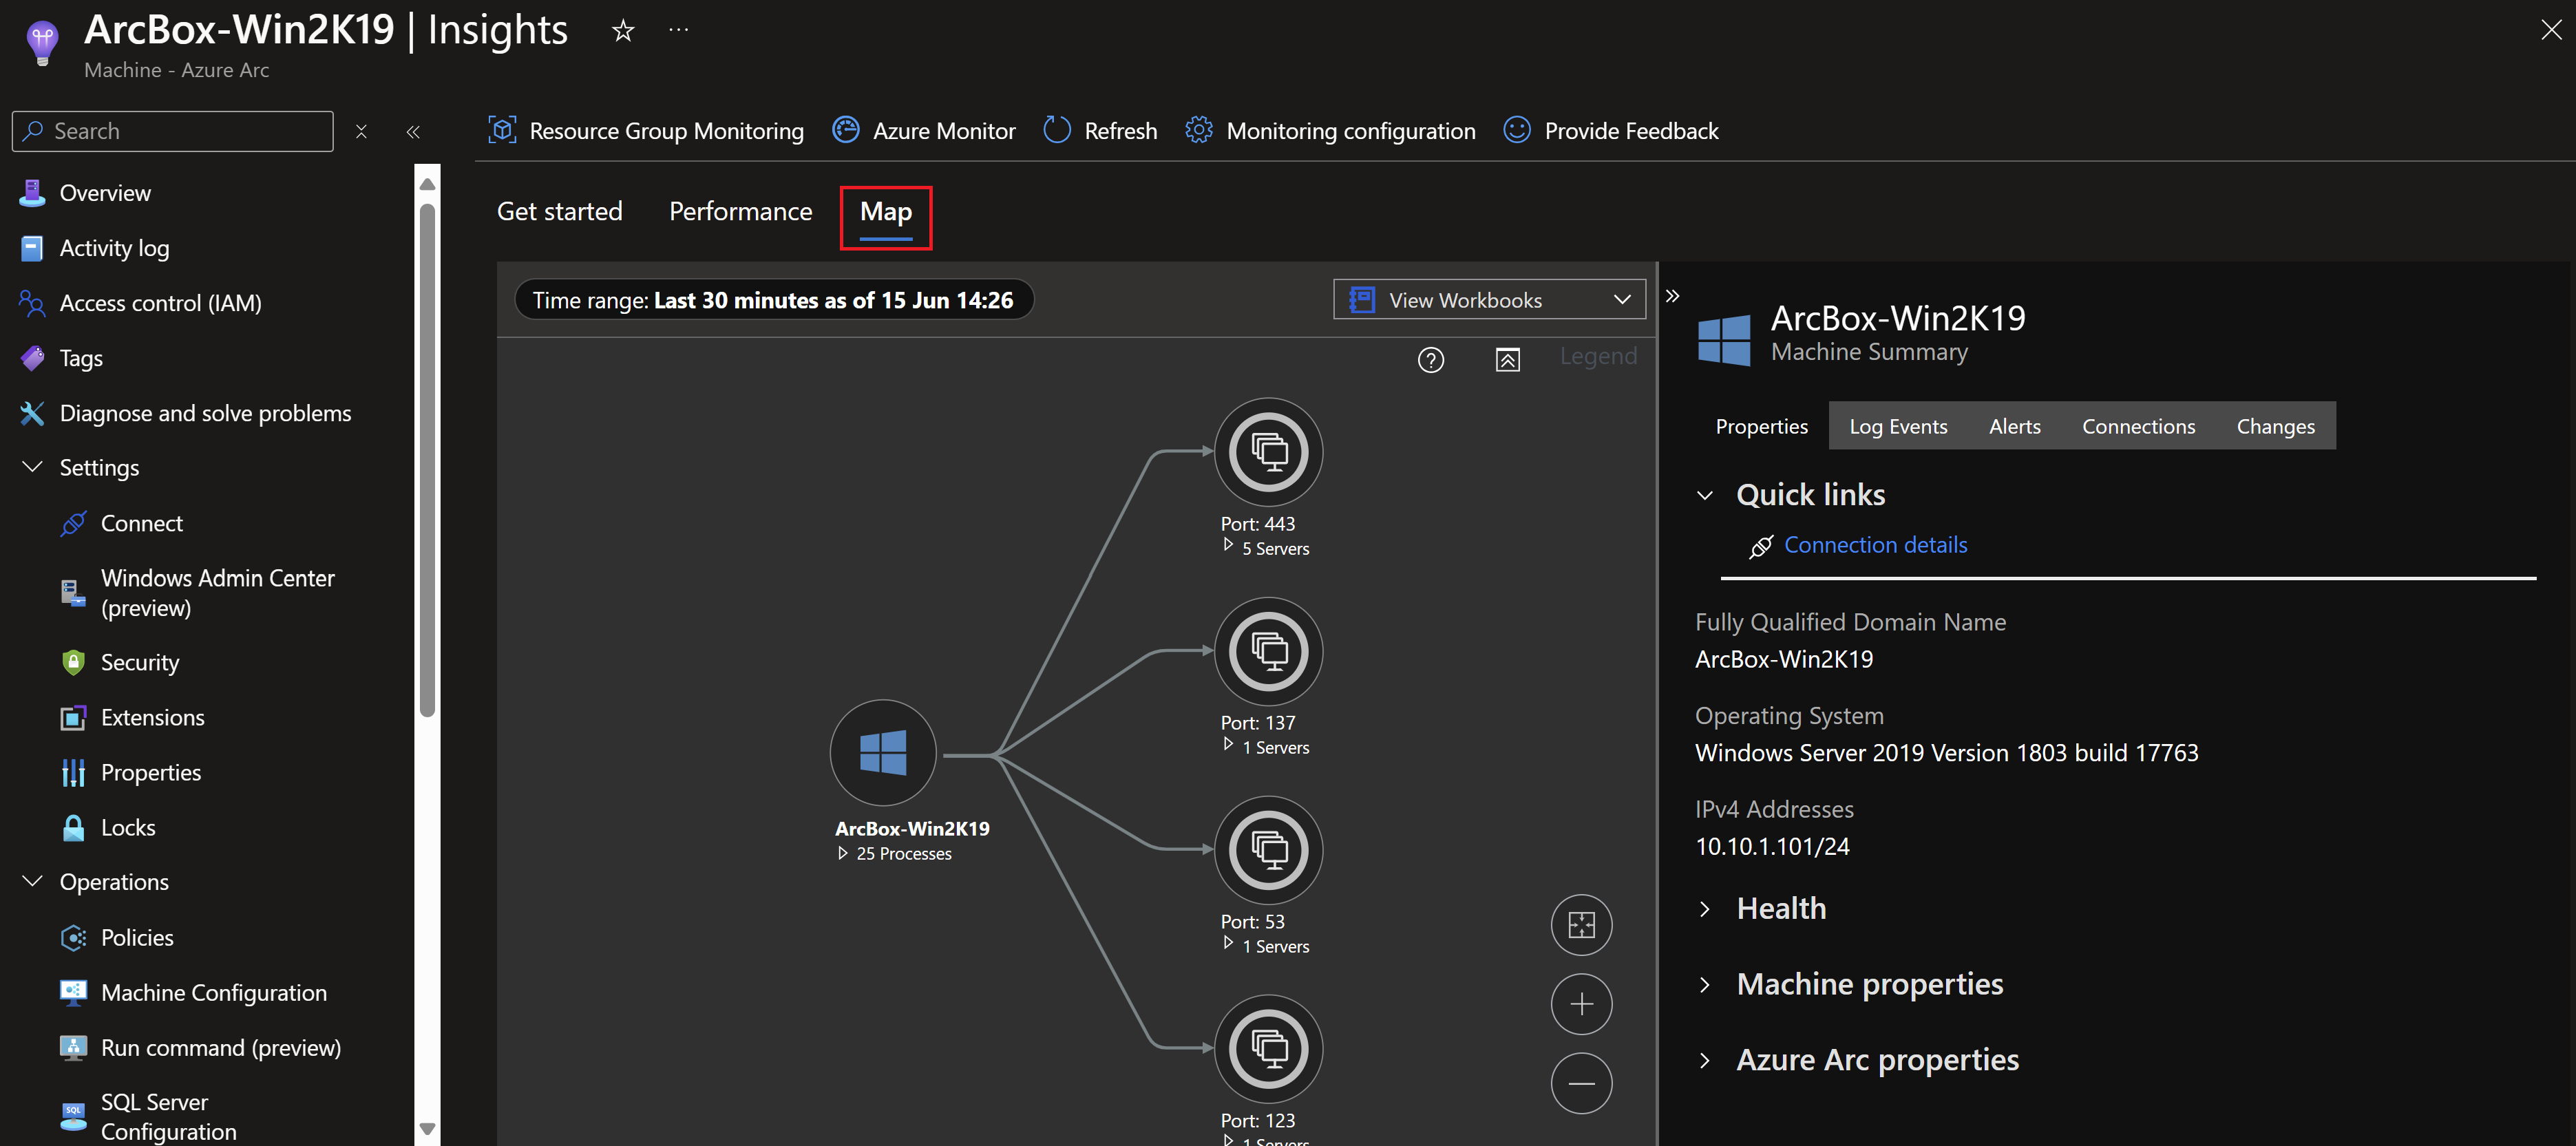 ArcBox-Win2K19 | Insights
Machine - Azure Arc
Search
Overview
Activity log
Access control (IAM)
Tags
Diagnose and solve problems
Settings
Connect
Windows Admin Center
(preview)
Security
Extensions
Properties
Locks
Operations
Policies
Machine Configuration
Run command (preview)
SQL Server
Configuration
Resource Group Monitoring
Azure Monitor
Refresh
Monitoring configuration
Provide Feedback
Get started
Performance
Map
Time range: Last 30 minutes as of 15 Jun 14:26
View Workbooks
Legend
ArcBox-Win2K19
25 Processes
Port: 443
5 Servers
Port: 137
1 Servers
Port: 53
1 Servers
Port: 123
1 Servers
ArcBox-Win2K19
Machine Summary
Properties
Log Events
Alerts
Connections
Changes
Quick links
Connection details
Fully Qualified Domain Name
ArcBox-Win2K19
Operating System
Windows Server 2019 Version 1803 build 17763
IPv4 Addresses
10.10.1.101/24
Health
Machine properties
Azure Arc properties